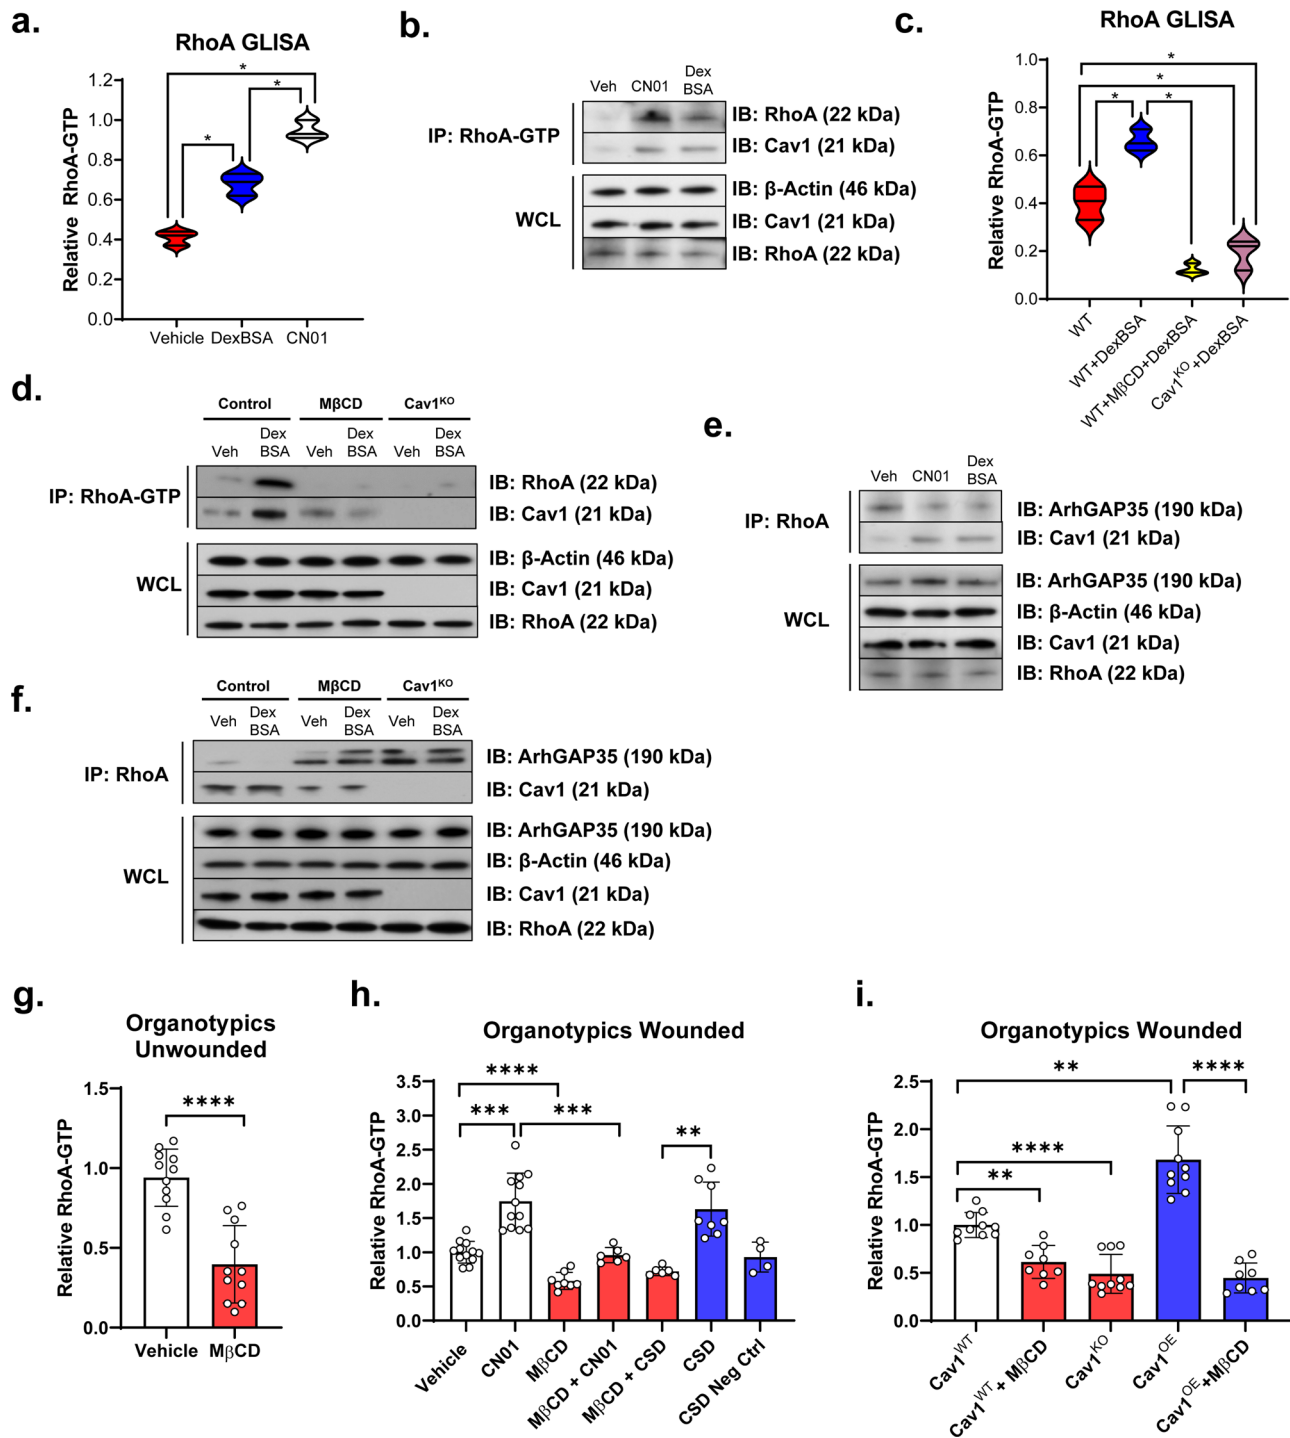 a.
RhoA GLISA
Relative RhoA-GTP
1.2
1.0
0.8
0.6
0.4
0.2
0.0
*
*
*
Vehicle DexBSA CN01
b.
Veh CN01 Dex
BSA
IP: RhoA-GTP
IB: RhoA (22 kDa)
IB: Cav1 (21 kDa)
WCL
IB: β-Actin (46 kDa)
IB: Cav1 (21 kDa)
IB: RhoA (22 kDa)
c.
RhoA GLISA
Relative RhoA-GTP
1.0
0.8
0.6
0.4
0.2
0.0
*
*
* *
WT
WT+DexBSA
WT+MβCD+DexBSA
Cav1KO+DexBSA
d.
Control MβCD Cav1KO
Veh Dex
BSA Veh Dex
BSA Veh Dex
BSA
IP: RhoA-GTP
IB: RhoA (22 kDa)
IB: Cav1 (21 kDa)
WCL
IB: β-Actin (46 kDa)
IB: Cav1 (21 kDa)
IB: RhoA (22 kDa)
e.
Veh CN01 Dex
BSA
IP: RhoA
IB: ArhGAP35 (190 kDa)
IB: Cav1 (21 kDa)
WCL
IB: ArhGAP35 (190 kDa)
IB: β-Actin (46 kDa)
IB: Cav1 (21 kDa)
IB: RhoA (22 kDa)
f.
Control MβCD Cav1KO
Veh Dex
BSA Veh Dex
BSA Veh Dex
BSA
IP: RhoA
IB: ArhGAP35 (190 kDa)
IB: Cav1 (21 kDa)
WCL
IB: ArhGAP35 (190 kDa)
IB: β-Actin (46 kDa)
IB: Cav1 (21 kDa)
IB: RhoA (22 kDa)
g.
Organotypics
Unwounded
Relative RhoA-GTP
1.5
1.0
0.5
0.0
****
Vehicle MβCD
h.
Organotypics Wounded
Relative RhoA-GTP
3.5
3.0
2.5
2.0
1.5
1.0
0.5
0.0
****
*** ***
**
Vehicle
CN01
MβCD
MβCD + CN01
MβCD + CSD
CSD
CSD Neg Ctrl
i.
Organotypics Wounded
Relative RhoA-GTP
2.5
2.0
1.5
1.0
0.5
0.0
** ****
****
**
Cav1WT
Cav1WT + MβCD
Cav1KO
Cav1OE
Cav1OE+MβCD